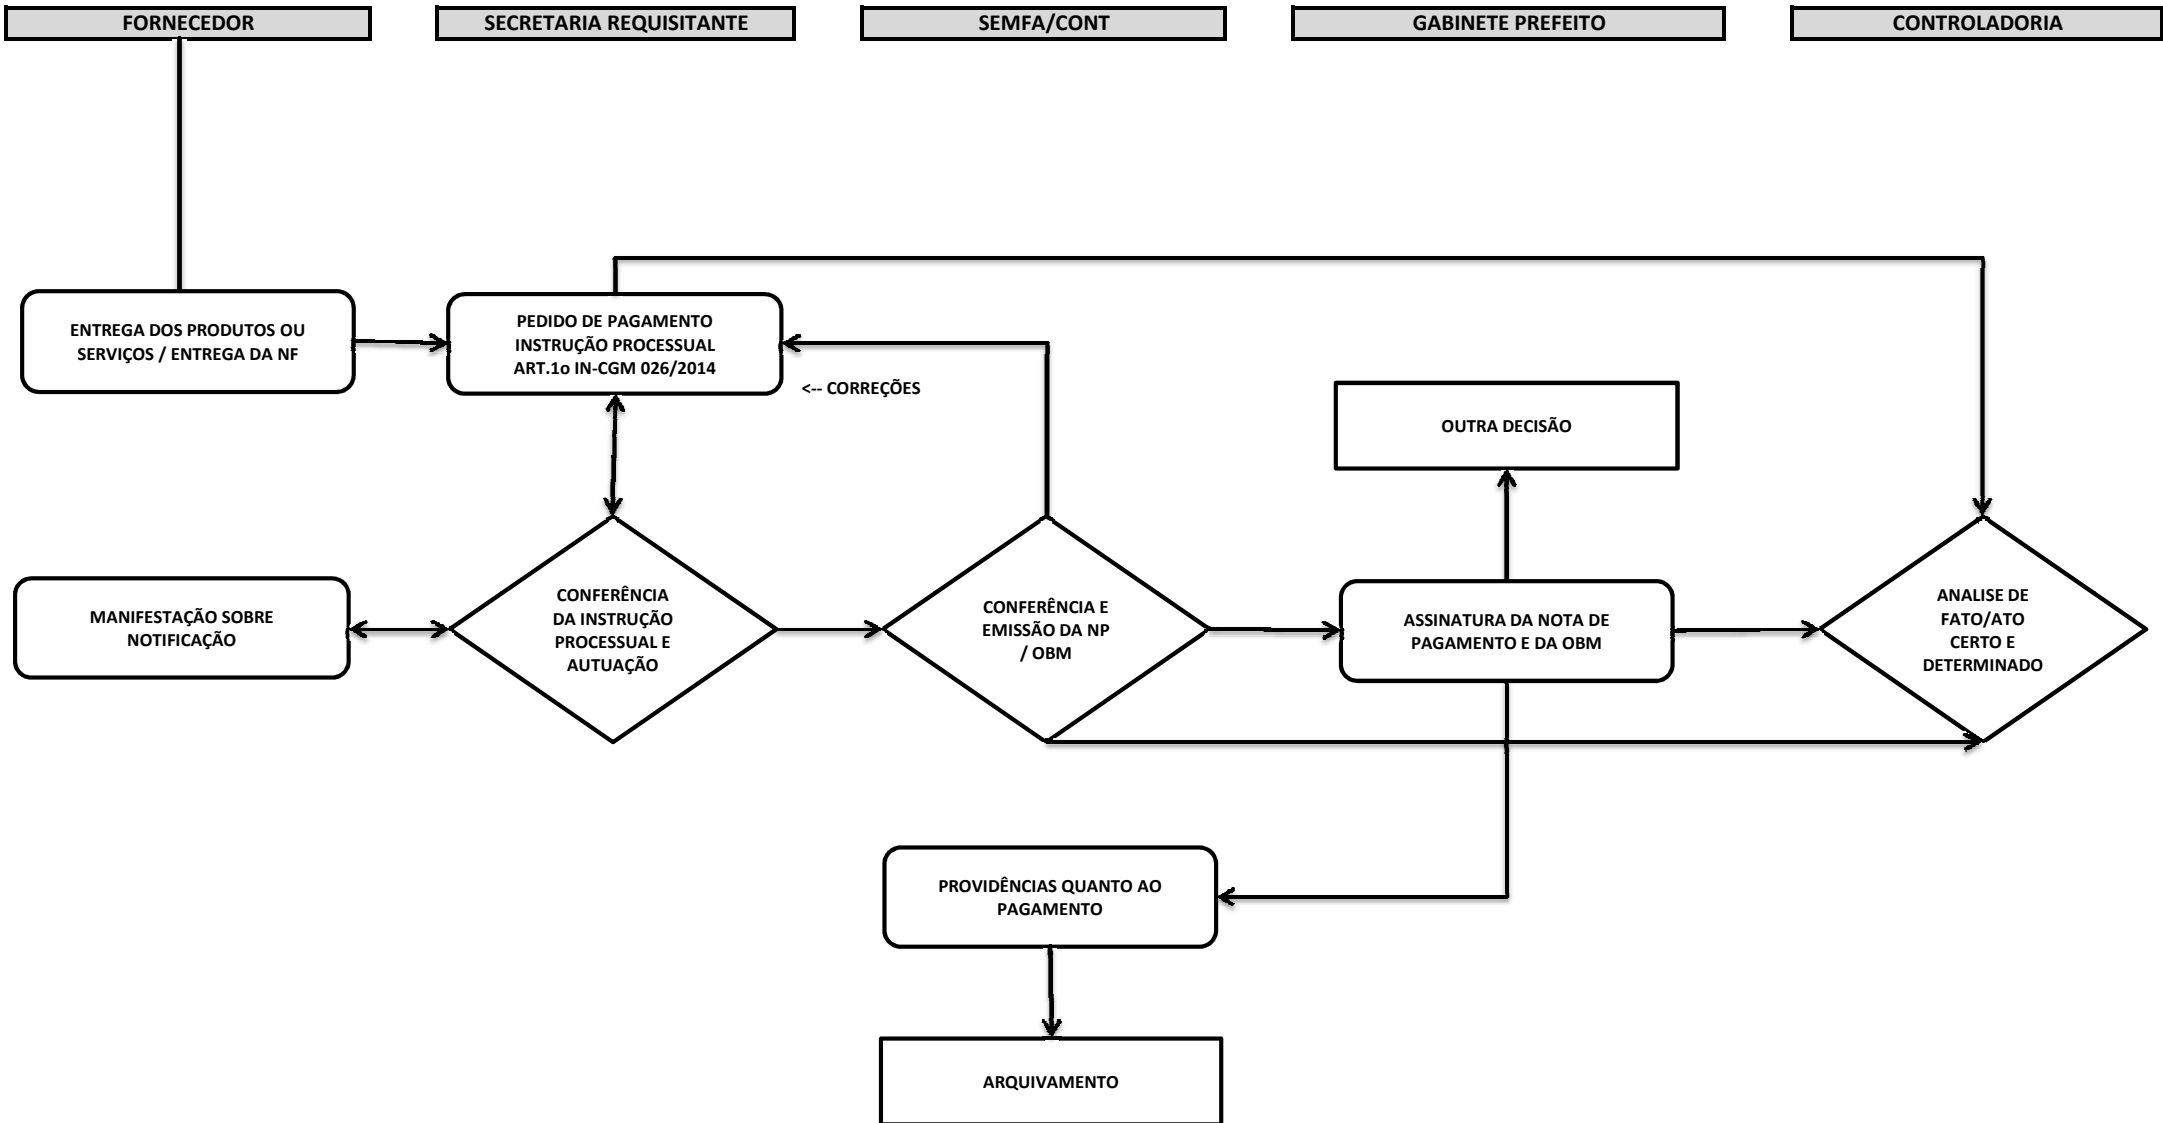 FORNECEDOR
SECRETARIA REQUISITANTE
SEMFA/CONT
GABINETE PREFEITO
CONTROLADORIA
ENTREGA DOS PRODUTOS OU
SERVIÇOS / ENTREGA DA NF
PEDIDO DE PAGAMENTO
INSTRUÇÃO PROCESSUAL
ART.1o IN-CGM 026/2014
<-- CORREÇÕES
OUTRA DECISÃO
MANIFESTAÇÃO SOBRE
NOTIFICAÇÃO
CONFERÊNCIA
DA INSTRUÇÃO
PROCESSUAL E
AUTUAÇÃO
CONFERÊNCIA E
EMISSÃO DA NP
/ OBM
ASSINATURA DA NOTA DE
PAGAMENTO E DA OBM
ANALISE DE
FATO/ATO
CERTO E
DETERMINADO
PROVIDÊNCIAS QUANTO AO
PAGAMENTO
ARQUIVAMENTO